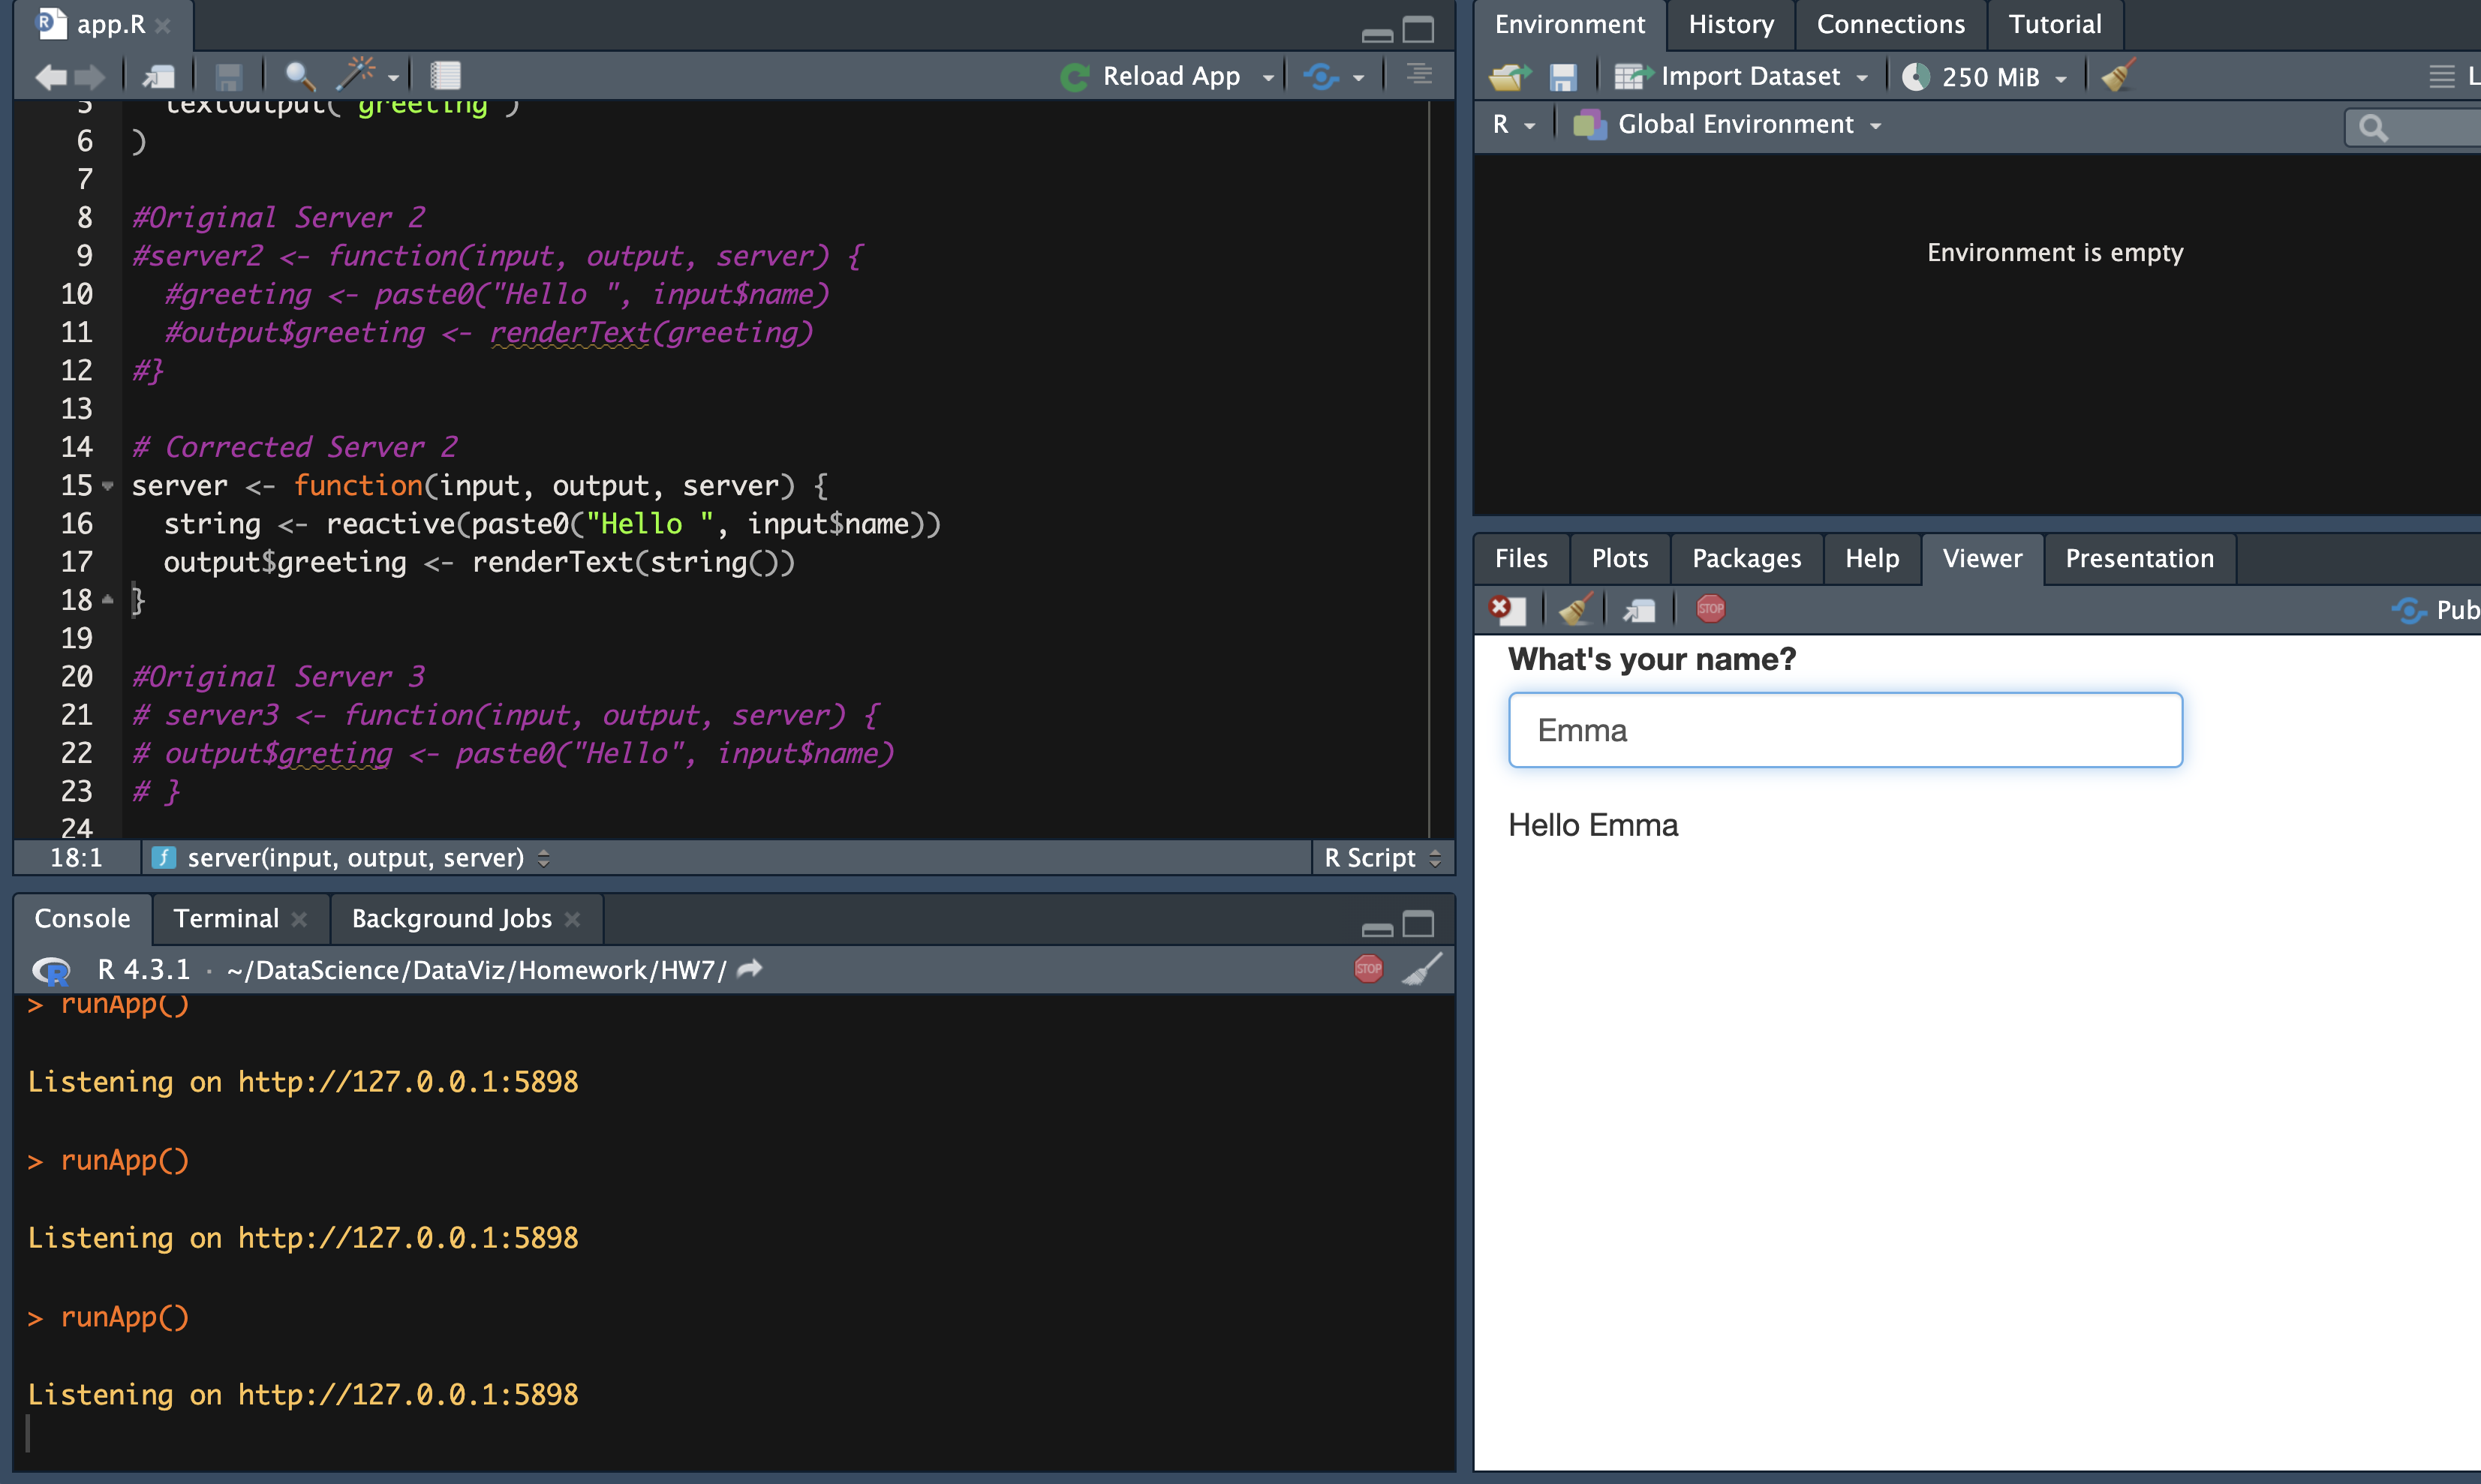 app.R
Reload App
5 textOutput("greeting")
6 )
7
8 #Original Server 2
9 #server2 <- function(input, output, server) {
10 #greeting <- paste0("Hello ", input$name)
11 #output$greeting <- renderText(greeting)
12 #}
13
14 # Corrected Server 2
15 server <- function(input, output, server) {
16 string <- reactive(paste0("Hello ", input$name))
17 output$greeting <- renderText(string())
18 }
19
20 #Original Server 3
21 # server3 <- function(input, output, server) {
22 # output$greting <- paste0("Hello", input$name)
23 # }
24
18:1 server(input, output, server) R Script
Console Terminal Background Jobs
R 4.3.1 · ~/DataScience/DataViz/Homework/HW7/
STOP
> runApp()
Listening on http://127.0.0.1:5898
> runApp()
Listening on http://127.0.0.1:5898
> runApp()
Listening on http://127.0.0.1:5898
Environment History Connections Tutorial
Import Dataset 250 MiB L
R Global Environment
Environment is empty
Files Plots Packages Help Viewer Presentation
STOP Pub
What's your name?
Emma
Hello Emma